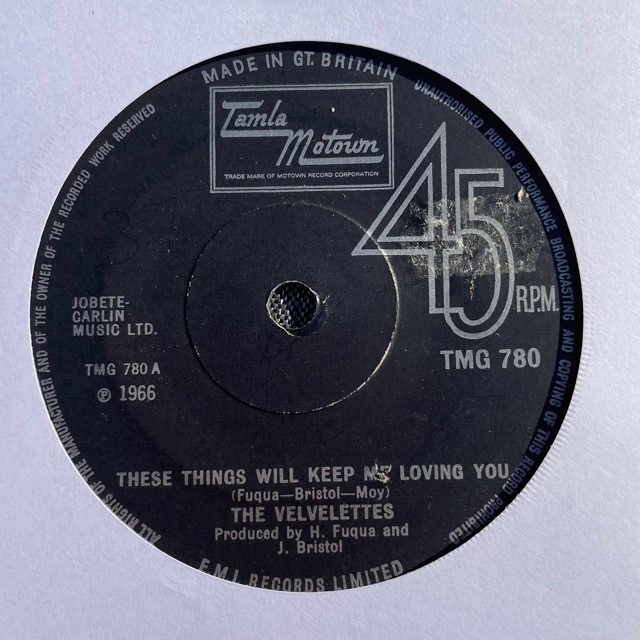 MADE IN GT. BRITAIN
UNAUTHORISED PUBLIC PERFORMANCE BROADCASTING AND COPYING OF THIS RECORD PROHIBITED
ALL RIGHTS OF THE MANUFACTURER AND OF THE OWNER OF THE RECORDED WORK RESERVED
Tamla
Motown
TRADE MARK OF MOTOWN RECORD CORPORATION
45
R.P.M.
JOBETE-
CARLIN
MUSIC LTD.
TMG 780
TMG 780 A
℗ 1966
THESE THINGS WILL KEEP ME LOVING YOU
(Fuqua—Bristol—Moy)
THE VELVELETTES
Produced by H. Fuqua and
J. Bristol
E.M.I. RECORDS LIMITED